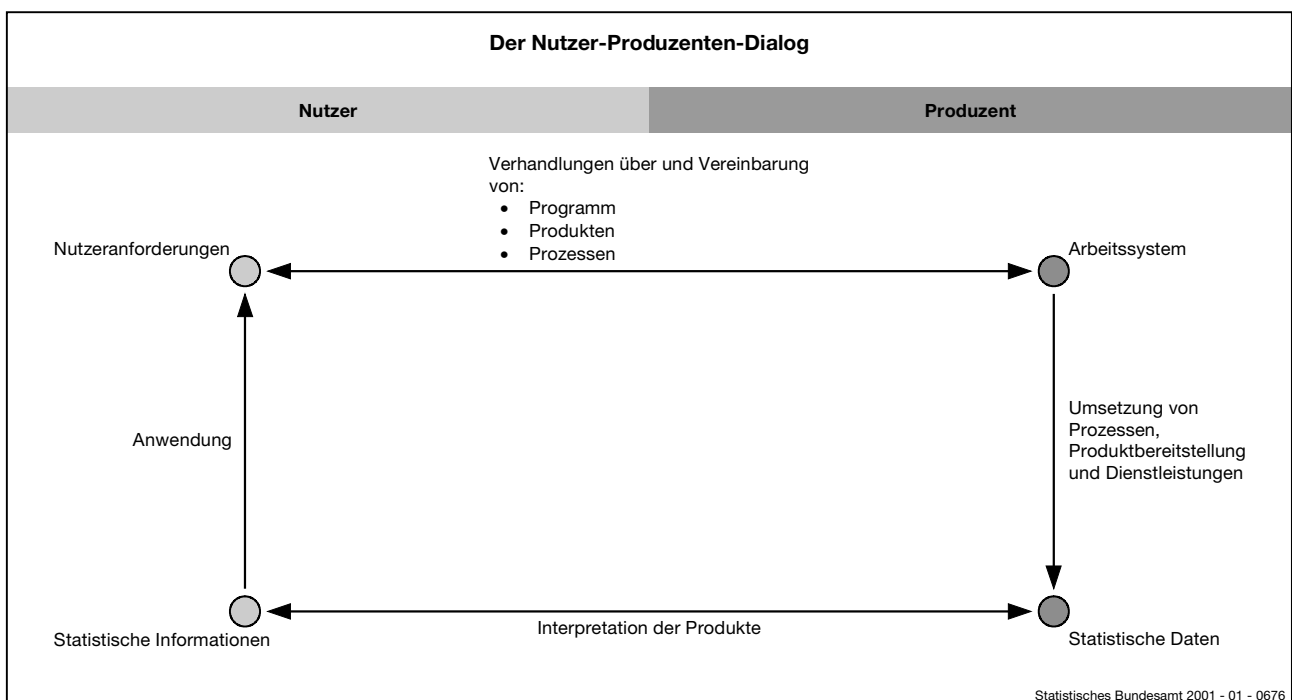 Der Nutzer-Produzenten-Dialog
Nutzer
Produzent
Verhandlungen über und Vereinbarung
von:
• Programm
• Produkten
• Prozessen
Nutzeranforderungen
Arbeitssystem
Anwendung
Umsetzung von
Prozessen,
Produktbereitstellung
und Dienstleistungen
Statistische Informationen
Interpretation der Produkte
Statistische Daten
Statistisches Bundesamt 2001 - 01 - 0676